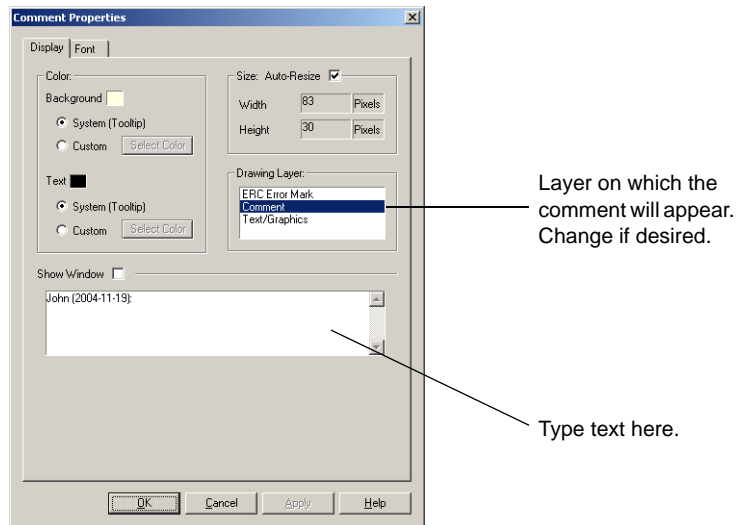 Comment Properties
Display Font
Color:
Background
System (Tooltip)
Custom Select Color
Text
System (Tooltip)
Custom Select Color
Size: Auto-Resize
Width 83 Pixels
Height 30 Pixels
Drawing Layer:
ERC Error Mark
Comment
Text/Graphics
Layer on which the
comment will appear.
Change if desired.
Show Window
John (2004-11-19):
Type text here.
OK Cancel Apply Help